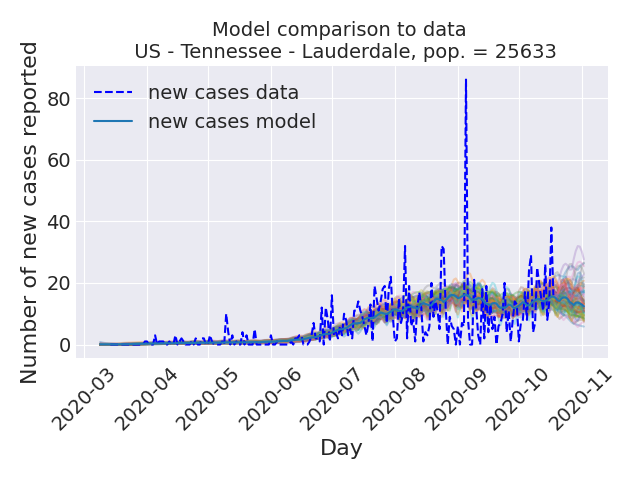 Model comparison to data
US - Tennessee - Lauderdale, pop. = 25633
Number of new cases reported
80
60
40
20
0
new cases data
new cases model
2020-03
2020-04
2020-05
2020-06
2020-07
2020-08
2020-09
2020-10
2020-11
Day